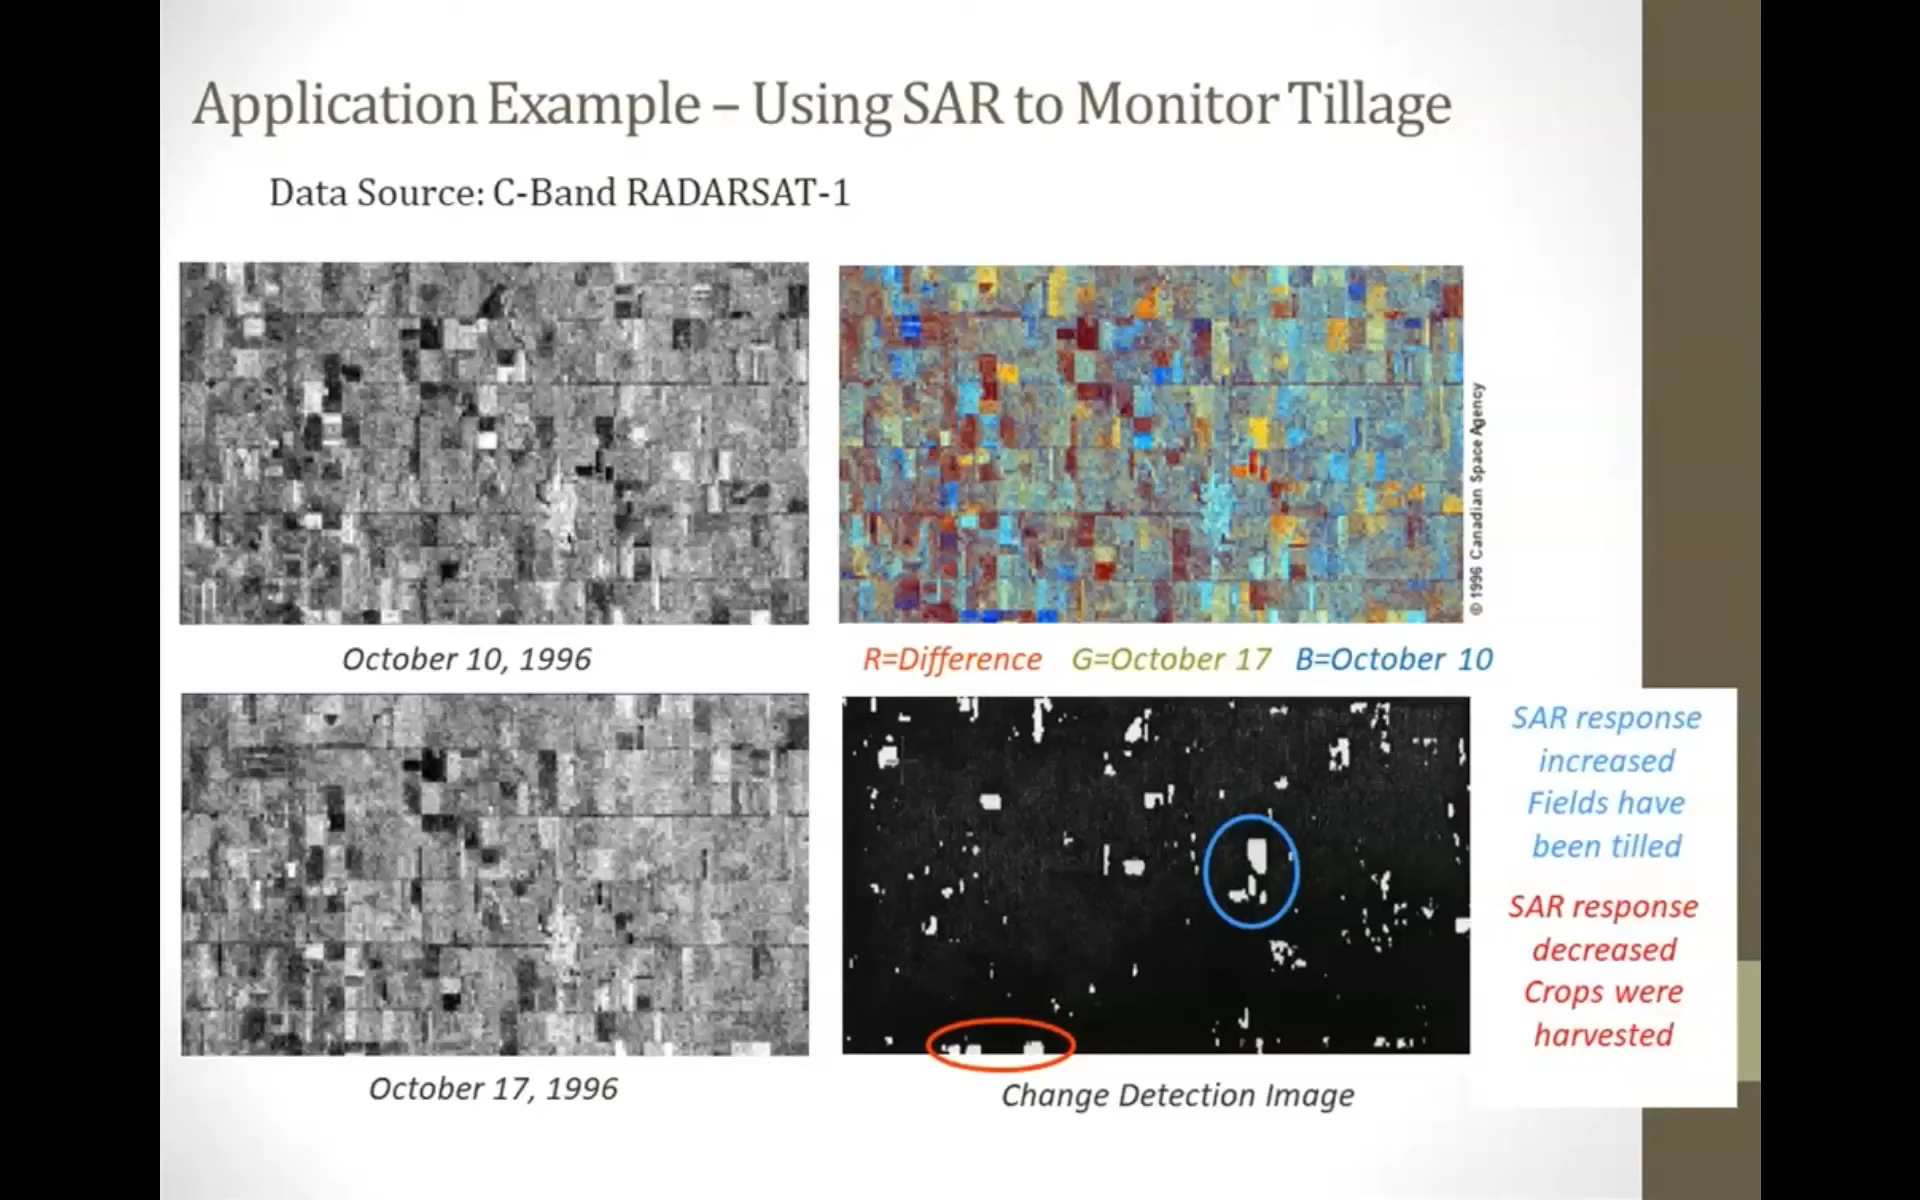 Application Example – Using SAR to Monitor Tillage
Data Source: C-Band RADARSAT-1
© 1996 Canadian Space Agency
October 10, 1996
R=Difference G=October 17 B=October 10
SAR response
increased
Fields have
been tilled
SAR response
decreased
Crops were
harvested
October 17, 1996
Change Detection Image